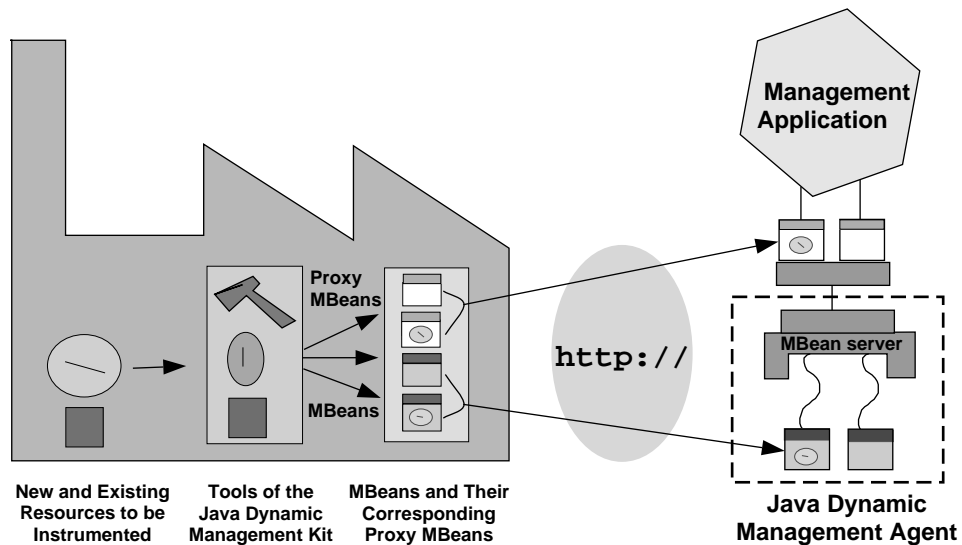 Management
Application
Proxy
MBeans
MBeans
http://
MBean server
New and Existing
Resources to be
Instrumented
Tools of the
Java Dynamic
Management Kit
MBeans and Their
Corresponding
Proxy MBeans
Java Dynamic
Management Agent